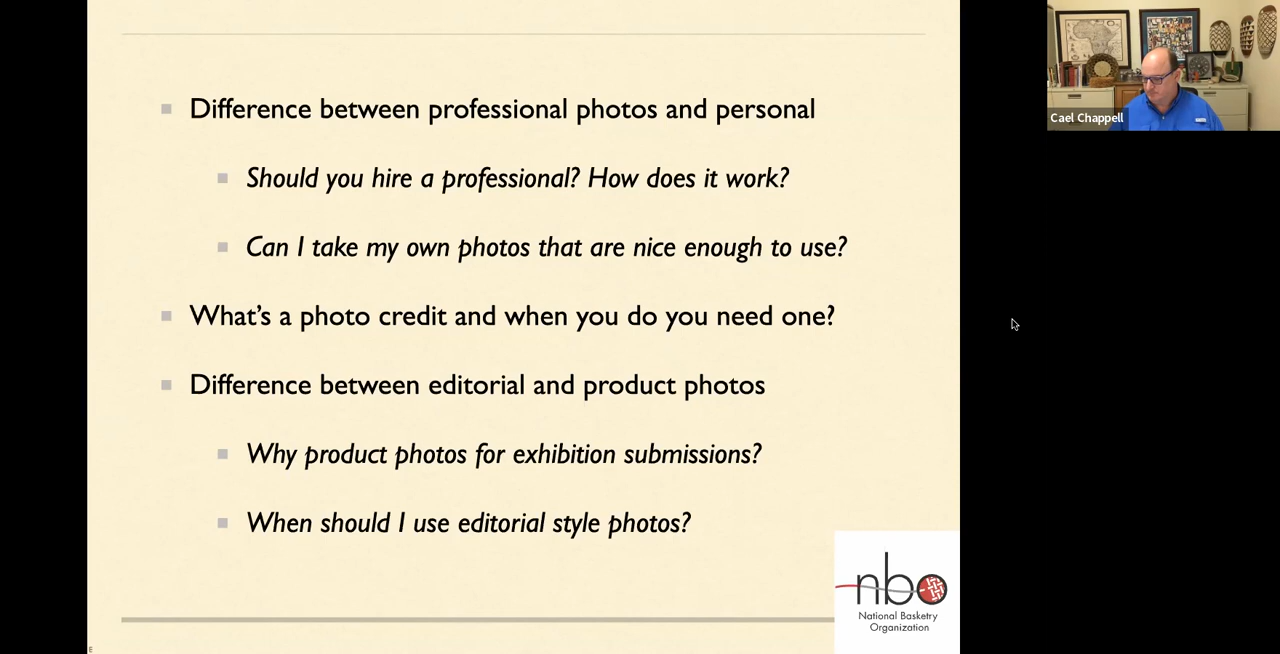 Difference between professional photos and personal
Should you hire a professional? How does it work?
Can I take my own photos that are nice enough to use?
What's a photo credit and when you do you need one?
Difference between editorial and product photos
Why product photos for exhibition submissions?
When should I use editorial style photos?
nbo
National Basketry
Organization
Cael Chappell
E